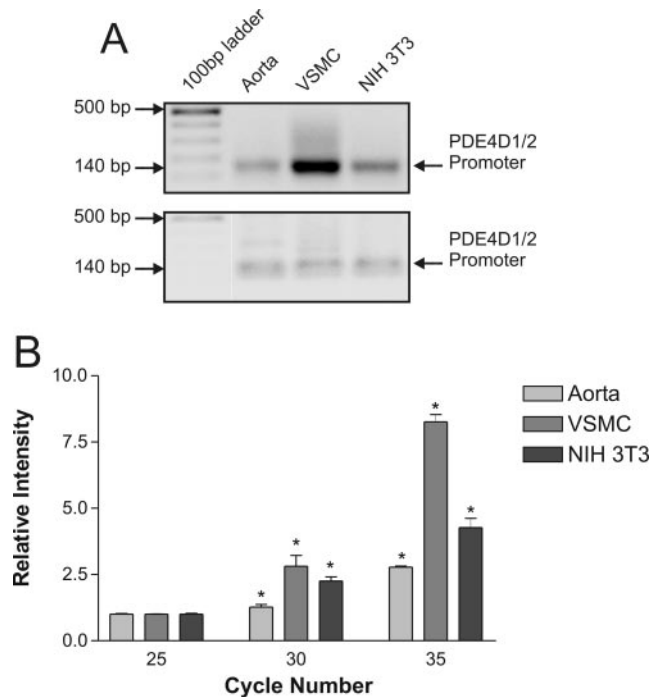 A
100bp ladder
Aorta
VSMC
NIH 3T3
500 bp
140 bp
PDE4D1/2
Promoter
500 bp
140 bp
PDE4D1/2
Promoter
B
Relative Intensity
10.0
7.5
5.0
2.5
0.0
* * *
* * *
25 30 35
Cycle Number
Aorta
VSMC
NIH 3T3